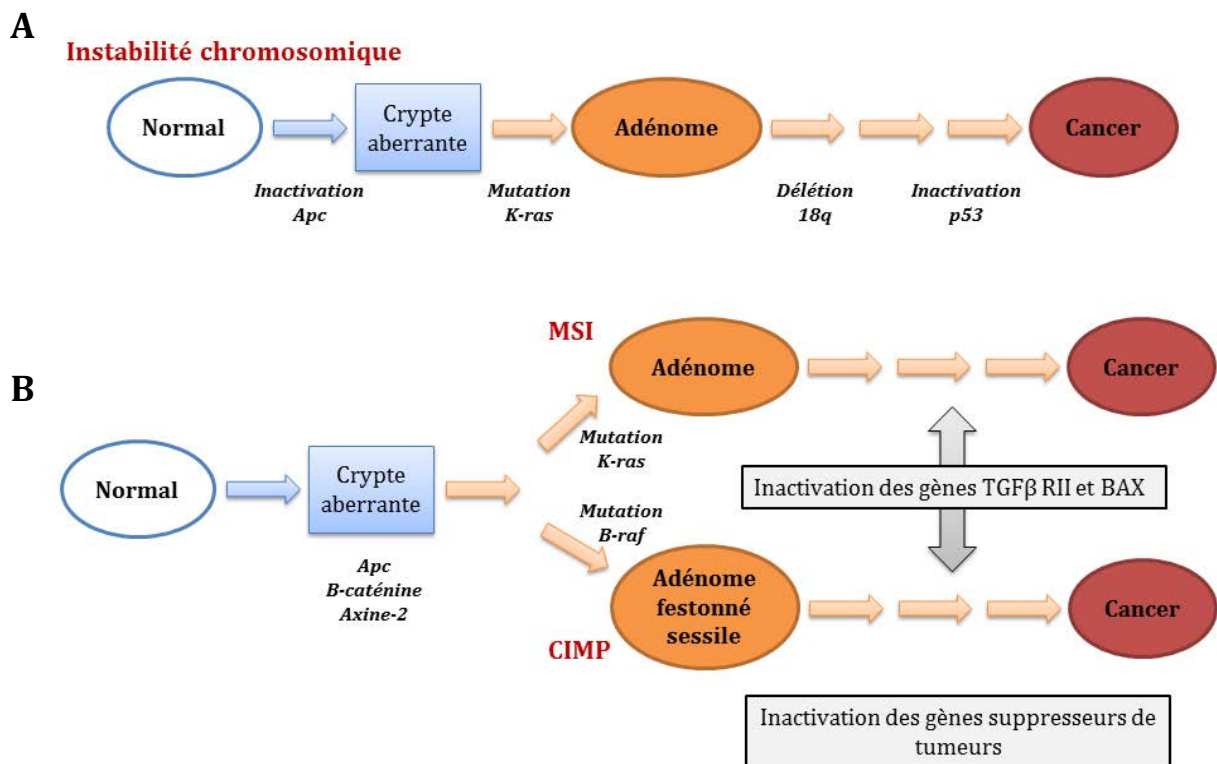 A
Instabilité chromosomique
Normal
Crypte
aberrante
Adénome
Cancer
Inactivation
Apc
Mutation
K-ras
Délétion
18q
Inactivation
p53
B
MSI
Adénome
Cancer
Mutation
K-ras
Normal
Crypte
aberrante
Inactivation des gènes TGFβ RII et BAX
Mutation
B-raf
Apc
B-caténine
Axine-2
Adénome
festonné
sessile
Cancer
CIMP
Inactivation des gènes suppresseurs de
tumeurs